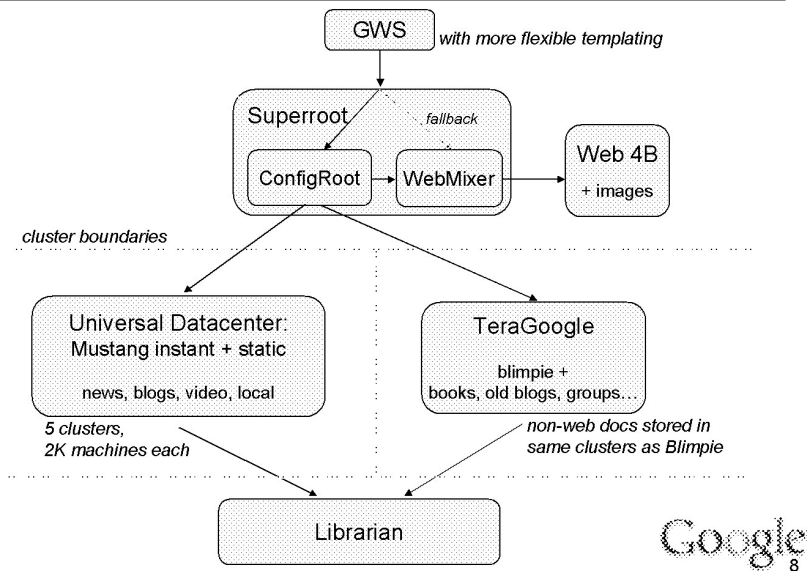 GWS
with more flexible templating
Superroot
fallback
ConfigRoot
WebMixer
Web 4B
+ images
cluster boundaries
Universal Datacenter:
Mustang instant + static
news, blogs, video, local
TeraGoogle
blimpie +
books, old blogs, groups…
5 clusters,
2K machines each
non-web docs stored in
same clusters as Blimpie
Librarian
Google
8